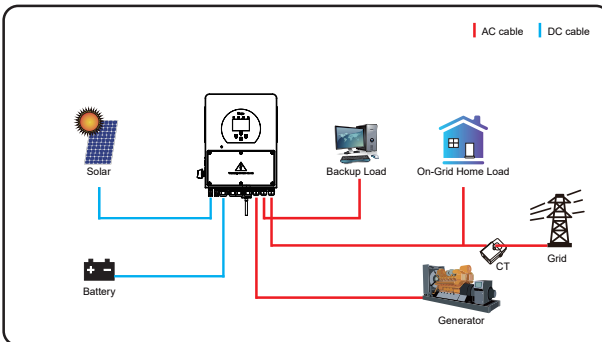 AC cable
DC cable
Solar
Backup Load
On-Grid Home Load
CT
Grid
Battery
Generator